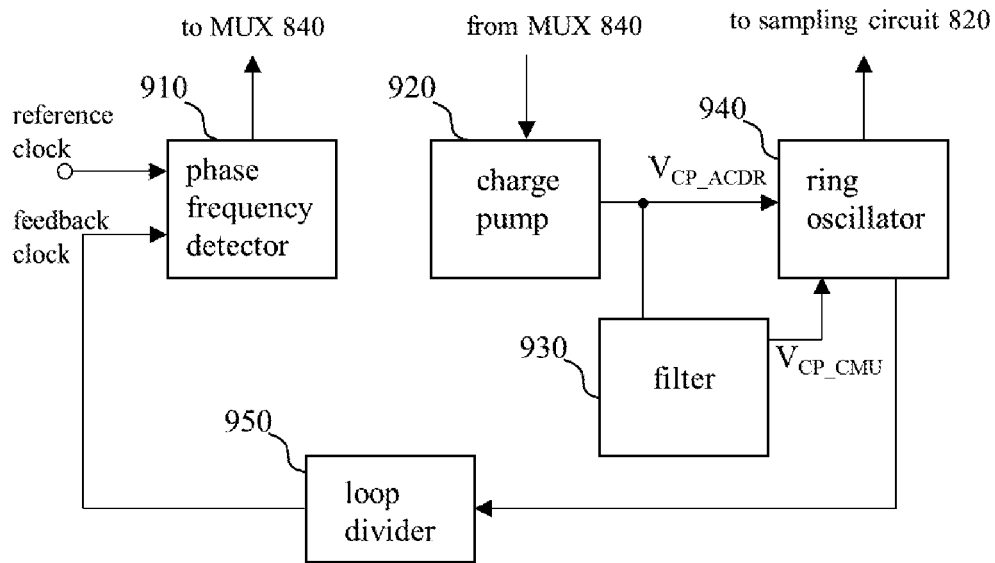 to MUX 840
from MUX 840
to sampling circuit 820
910
920
940
reference
clock
phase
frequency
detector
feedback
clock
charge
pump
V_CP_ACDR
ring
oscillator
930
filter
V_CP_CMU
950
loop
divider